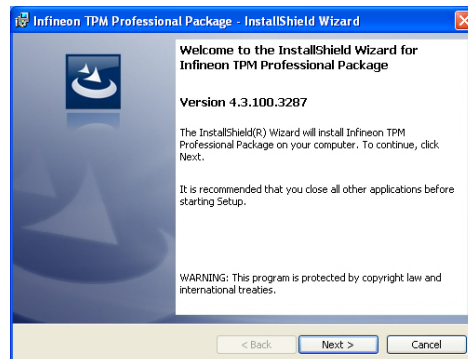 Infineon TPM Professional Package - InstallShield Wizard
Welcome to the InstallShield Wizard for
Infineon TPM Professional Package
Version 4.3.100.3287
The InstallShield(R) Wizard will install Infineon TPM
Professional Package on your computer. To continue, click
Next.
It is recommended that you close all other applications before
starting Setup.
WARNING: This program is protected by copyright law and
international treaties.
< Back
Next >
Cancel